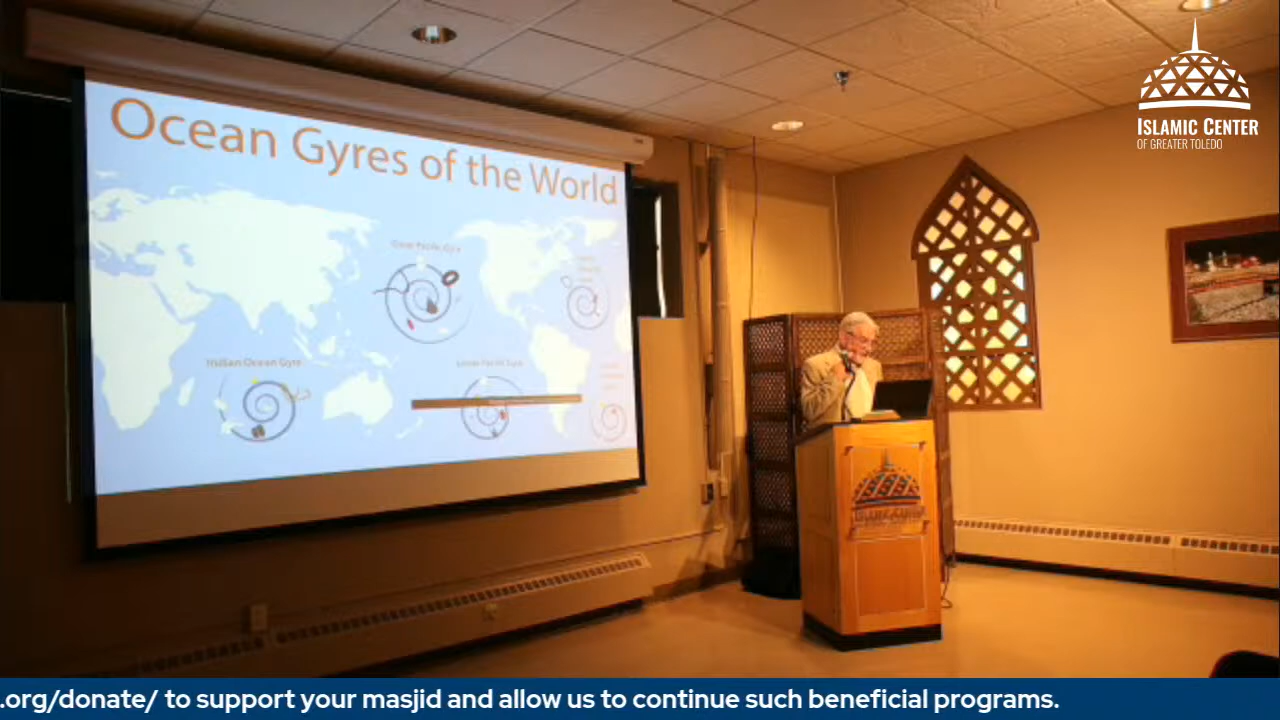 Ocean Gyres of the World
ISLAMIC CENTER
OF GREATER TOLEDO
Indian Ocean Gyre
.org/donate/ to support your masjid and allow us to continue such beneficial programs.